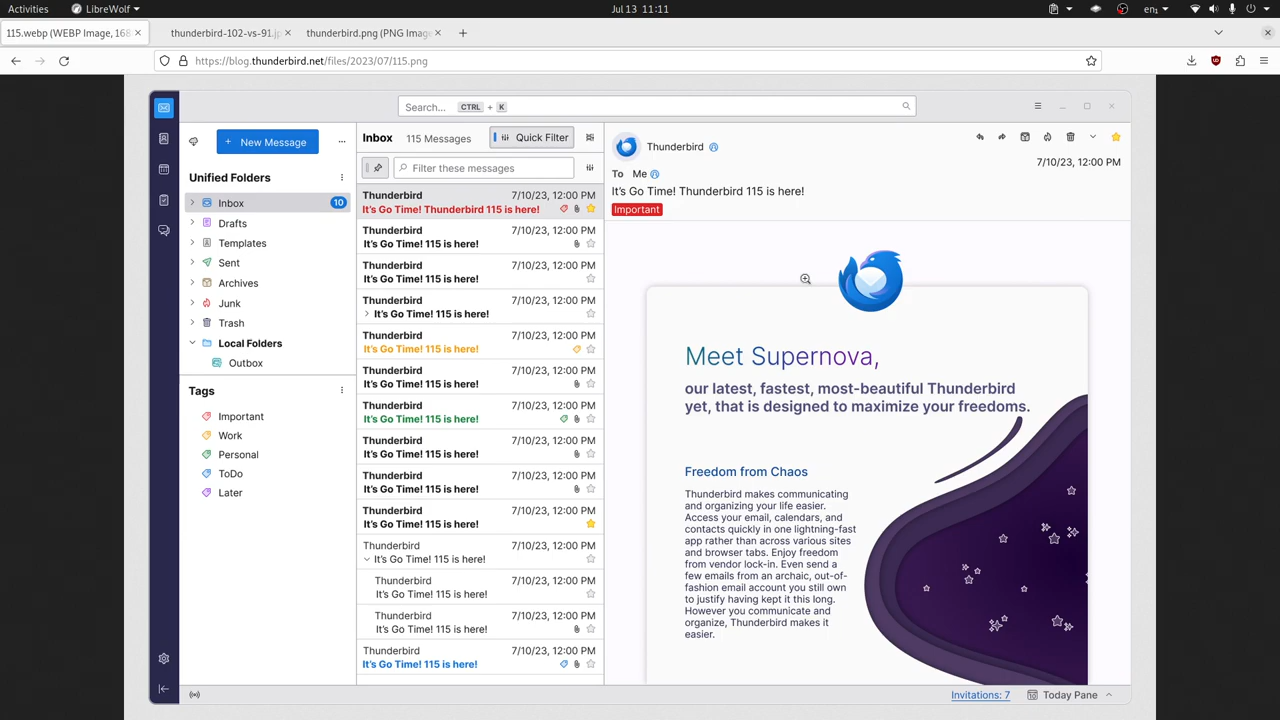 Activities
LibreWolf
Jul 13 11:11
en₁
115.webp (WEBP Image, 168
thunderbird-102-vs-91.jp
thunderbird.png (PNG Image
https://blog.thunderbird.net/files/2023/07/115.png
Search... CTRL + K
New Message
Unified Folders
Inbox 10
Drafts
Templates
Sent
Archives
Junk
Trash
Local Folders
Outbox
Tags
Important
Work
Personal
ToDo
Later
Inbox 115 Messages Quick Filter
Filter these messages
Thunderbird 7/10/23, 12:00 PM
It's Go Time! Thunderbird 115 is here!
Thunderbird 7/10/23, 12:00 PM
It's Go Time! 115 is here!
Thunderbird 7/10/23, 12:00 PM
It's Go Time! 115 is here!
Thunderbird 7/10/23, 12:00 PM
It's Go Time! 115 is here!
Thunderbird 7/10/23, 12:00 PM
It's Go Time! 115 is here!
Thunderbird 7/10/23, 12:00 PM
It's Go Time! 115 is here!
Thunderbird 7/10/23, 12:00 PM
It's Go Time! 115 is here!
Thunderbird 7/10/23, 12:00 PM
It's Go Time! 115 is here!
Thunderbird 7/10/23, 12:00 PM
It's Go Time! 115 is here!
Thunderbird 7/10/23, 12:00 PM
It's Go Time! 115 is here!
Thunderbird 7/10/23, 12:00 PM
It's Go Time! 115 is here!
Thunderbird 7/10/23, 12:00 PM
It's Go Time! 115 is here!
Thunderbird 7/10/23, 12:00 PM
It's Go Time! 115 is here!
Thunderbird 7/10/23, 12:00 PM
It's Go Time! 115 is here!
Thunderbird
7/10/23, 12:00 PM
To Me
It's Go Time! Thunderbird 115 is here!
Important
Meet Supernova,
our latest, fastest, most-beautiful Thunderbird
yet, that is designed to maximize your freedoms.
Freedom from Chaos
Thunderbird makes communicating
and organizing your life easier.
Access your email, calendars, and
contacts quickly in one lightning-fast
app rather than across various sites
and browser tabs. Enjoy freedom
from vendor lock-in. Even send a
few emails from an archaic, out-of-
fashion email account you still own
to justify having kept it this long.
However you communicate and
organize, Thunderbird makes it
easier.
Invitations: 7
Today Pane